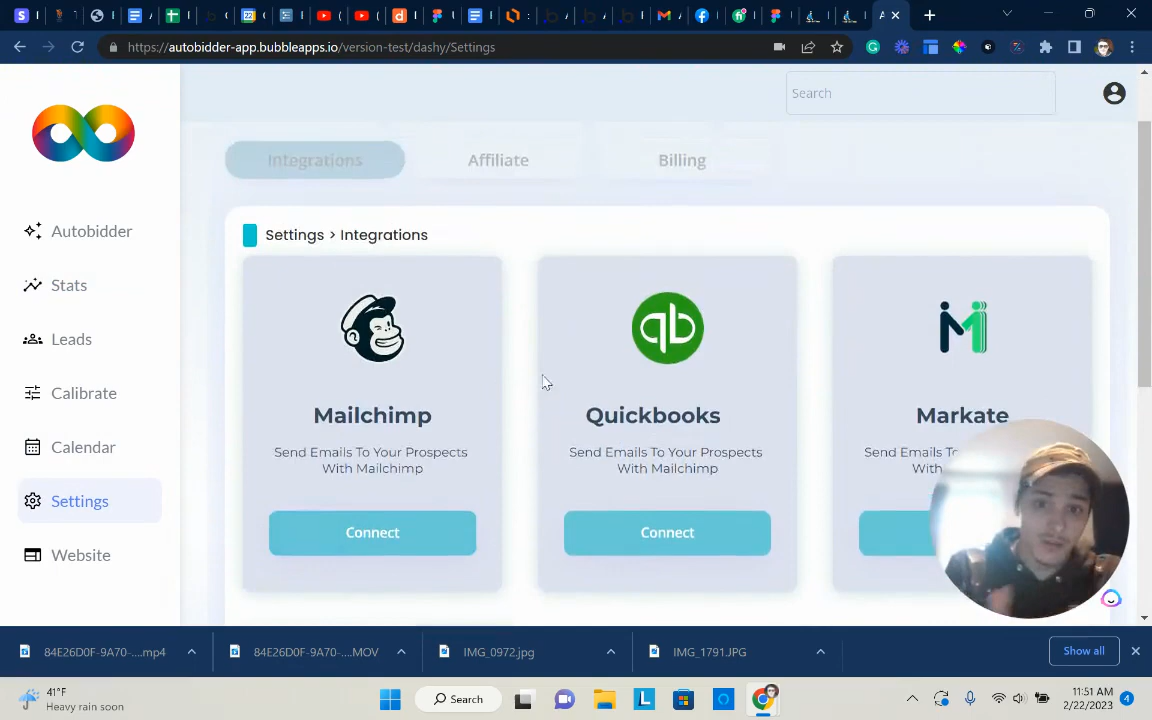 https://autobidder-app.bubbleapps.io/version-test/dashy/Settings
Search
Integrations
Affiliate
Billing
Autobidder
Stats
Leads
Calibrate
Calendar
Settings
Website
Settings > Integrations
Mailchimp
Send Emails To Your Prospects
With Mailchimp
Connect
Quickbooks
Send Emails To Your Prospects
With Mailchimp
Connect
Markate
Send Emails To
With
84E26D0F-9A70-....mp4
84E26D0F-9A70-....MOV
IMG_0972.jpg
IMG_1791.JPG
Show all
41°F
Heavy rain soon
Search
11:51 AM
2/22/2023
4